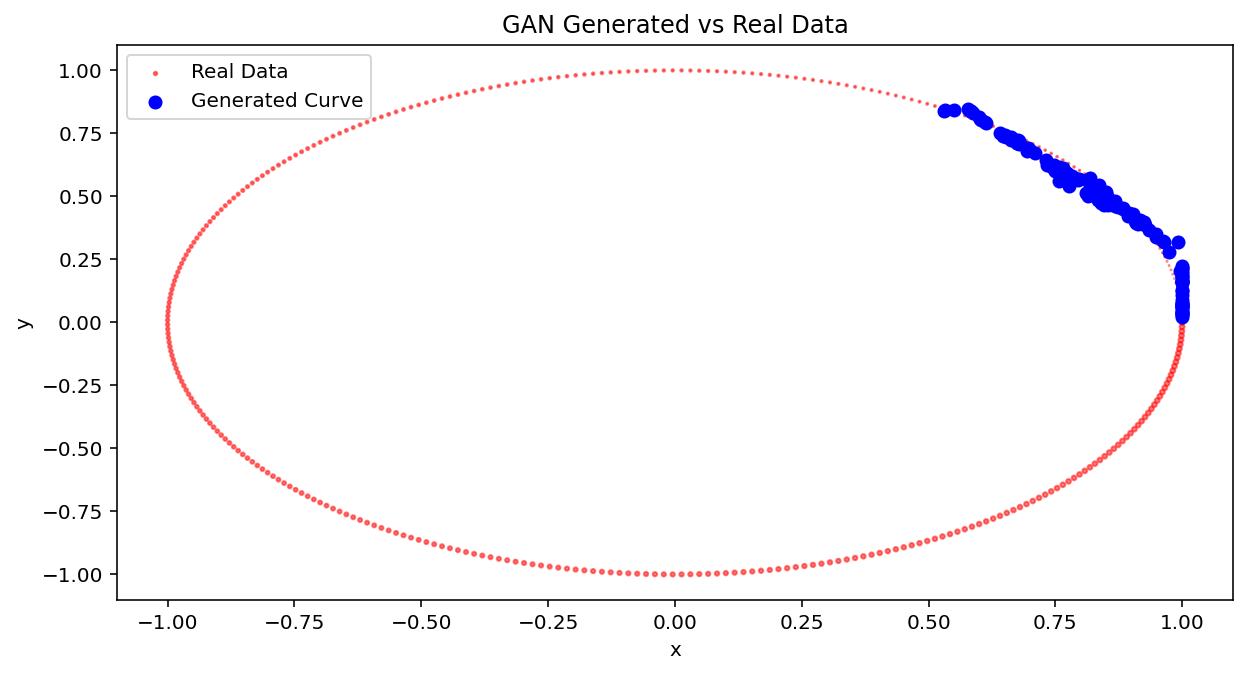 GAN Generated vs Real Data
Real Data
Generated Curve
1.00
0.75
0.50
0.25
0.00
−0.25
−0.50
−0.75
−1.00
y
−1.00 −0.75 −0.50 −0.25 0.00 0.25 0.50 0.75 1.00
x